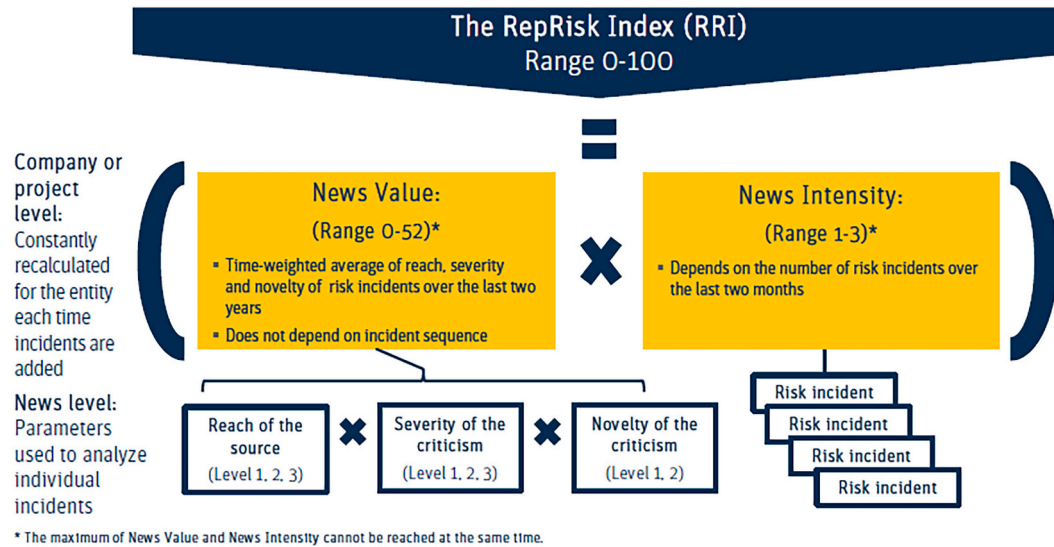 The RepRisk Index (RRI)
Range 0-100
Company or
project
level:
Constantly
recalculated
for the entity
each time
incidents are
added
News Value:
(Range 0-52)*
▪ Time-weighted average of reach, severity
and novelty of risk incidents over the last two
years
▪ Does not depend on incident sequence
News Intensity:
(Range 1-3)*
▪ Depends on the number of risk incidents over
the last two months
News level:
Parameters
used to analyze
individual
incidents
Reach of the
source
(Level 1, 2, 3)
Severity of the
criticism
(Level 1, 2, 3)
Novelty of the
criticism
(Level 1, 2)
Risk incident
Risk incident
Risk incident
Risk incident
* The maximum of News Value and News Intensity cannot be reached at the same time.